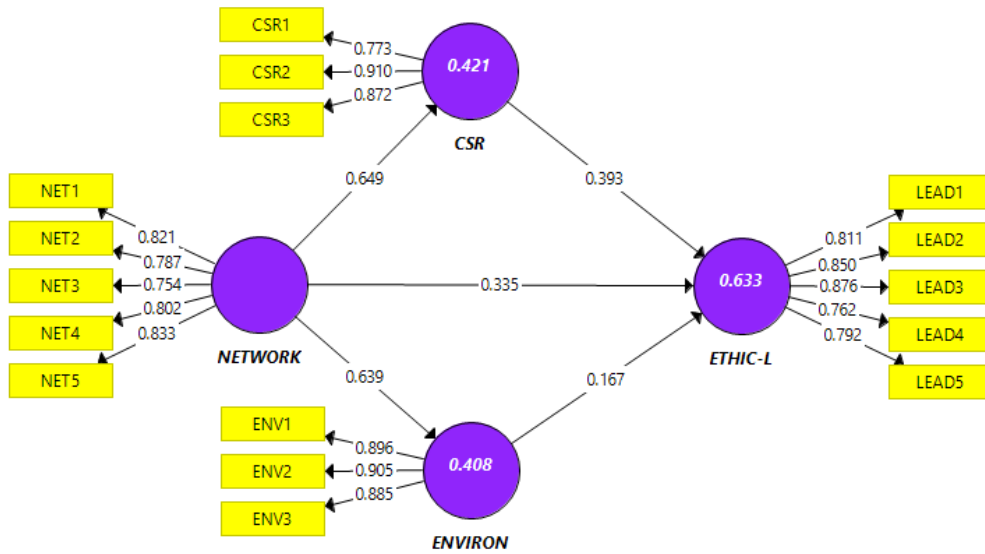 CSR1
0.773
CSR2
0.910
CSR3
0.872
0.421
CSR
0.649
0.393
NET1
0.821
NET2
0.787
NET3
0.754
NET4
0.802
NET5
0.833
NETWORK
0.335
0.633
ETHIC-L
LEAD1
0.811
LEAD2
0.850
LEAD3
0.876
LEAD4
0.762
LEAD5
0.792
0.639
0.167
ENV1
0.896
ENV2
0.905
ENV3
0.885
0.408
ENVIRON